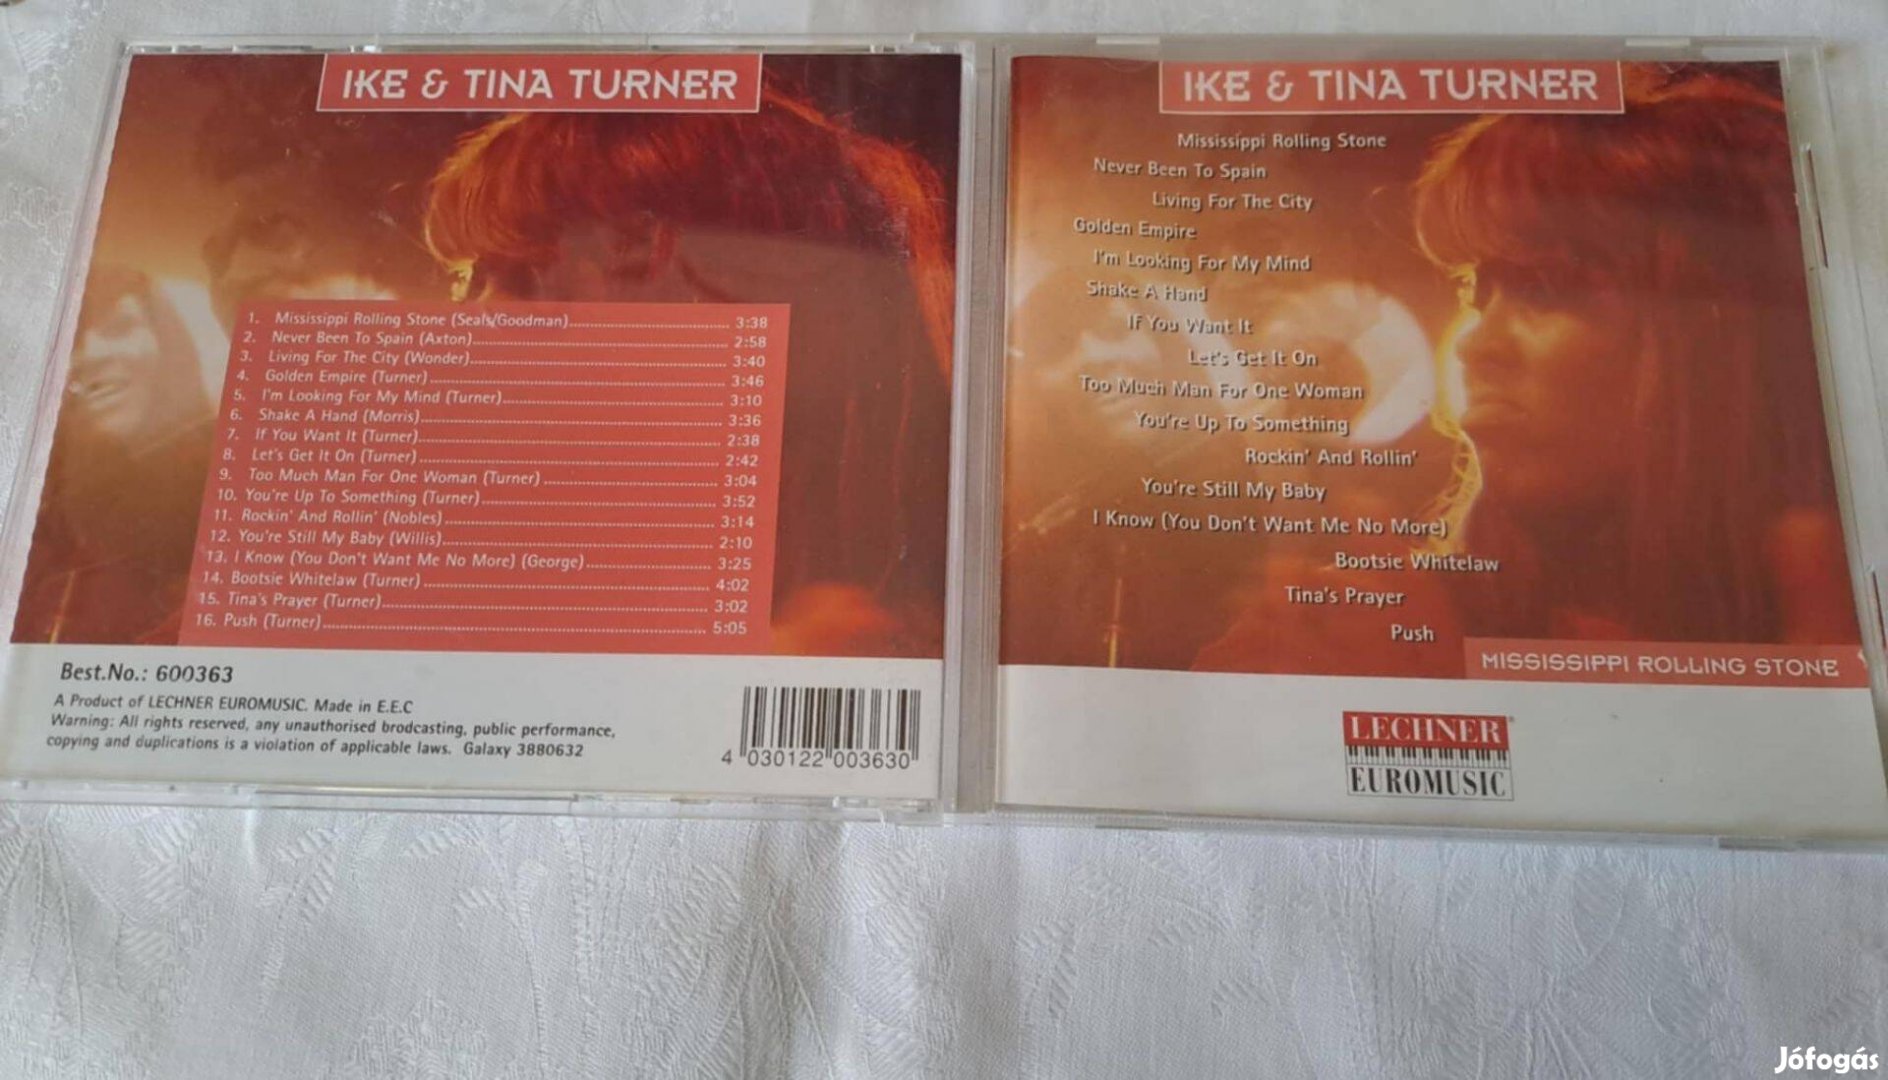 IKE & TINA TURNER
1. Mississippi Rolling Stone (Seals/Goodman) 3:38
2. Never Been To Spain (Axton) 2:58
3. Living For The City (Wonder) 3:40
4. Golden Empire (Turner) 3:46
5. I'm Looking For My Mind (Turner) 3:10
6. Shake A Hand (Morris) 3:36
7. If You Want It (Turner) 2:38
8. Let's Get It On (Turner) 2:42
9. Too Much Man For One Woman (Turner) 3:04
10. You're Up To Something (Turner) 3:52
11. Rockin' And Rollin' (Nobles) 3:14
12. You're Still My Baby (Willis) 2:10
13. I Know (You Don't Want Me No More) (George) 3:25
14. Bootsie Whitelaw (Turner) 4:02
15. Tina's Prayer (Turner) 3:02
16. Push (Turner) 5:05
Best.No.: 600363
A Product of LECHNER EUROMUSIC. Made in E.E.C
Warning: All rights reserved, any unauthorised brodcasting, public performance,
copying and duplications is a violation of applicable laws. Galaxy 3880632
4 030122 003630
IKE & TINA TURNER
Mississippi Rolling Stone
Never Been To Spain
Living For The City
Golden Empire
I'm Looking For My Mind
Shake A Hand
If You Want It
Let's Get It On
Too Much Man For One Woman
You're Up To Something
Rockin' And Rollin'
You're Still My Baby
I Know (You Don't Want Me No More)
Bootsie Whitelaw
Tina's Prayer
Push
MISSISSIPPI ROLLING STONE
LECHNER
EUROMUSIC
Jófogás